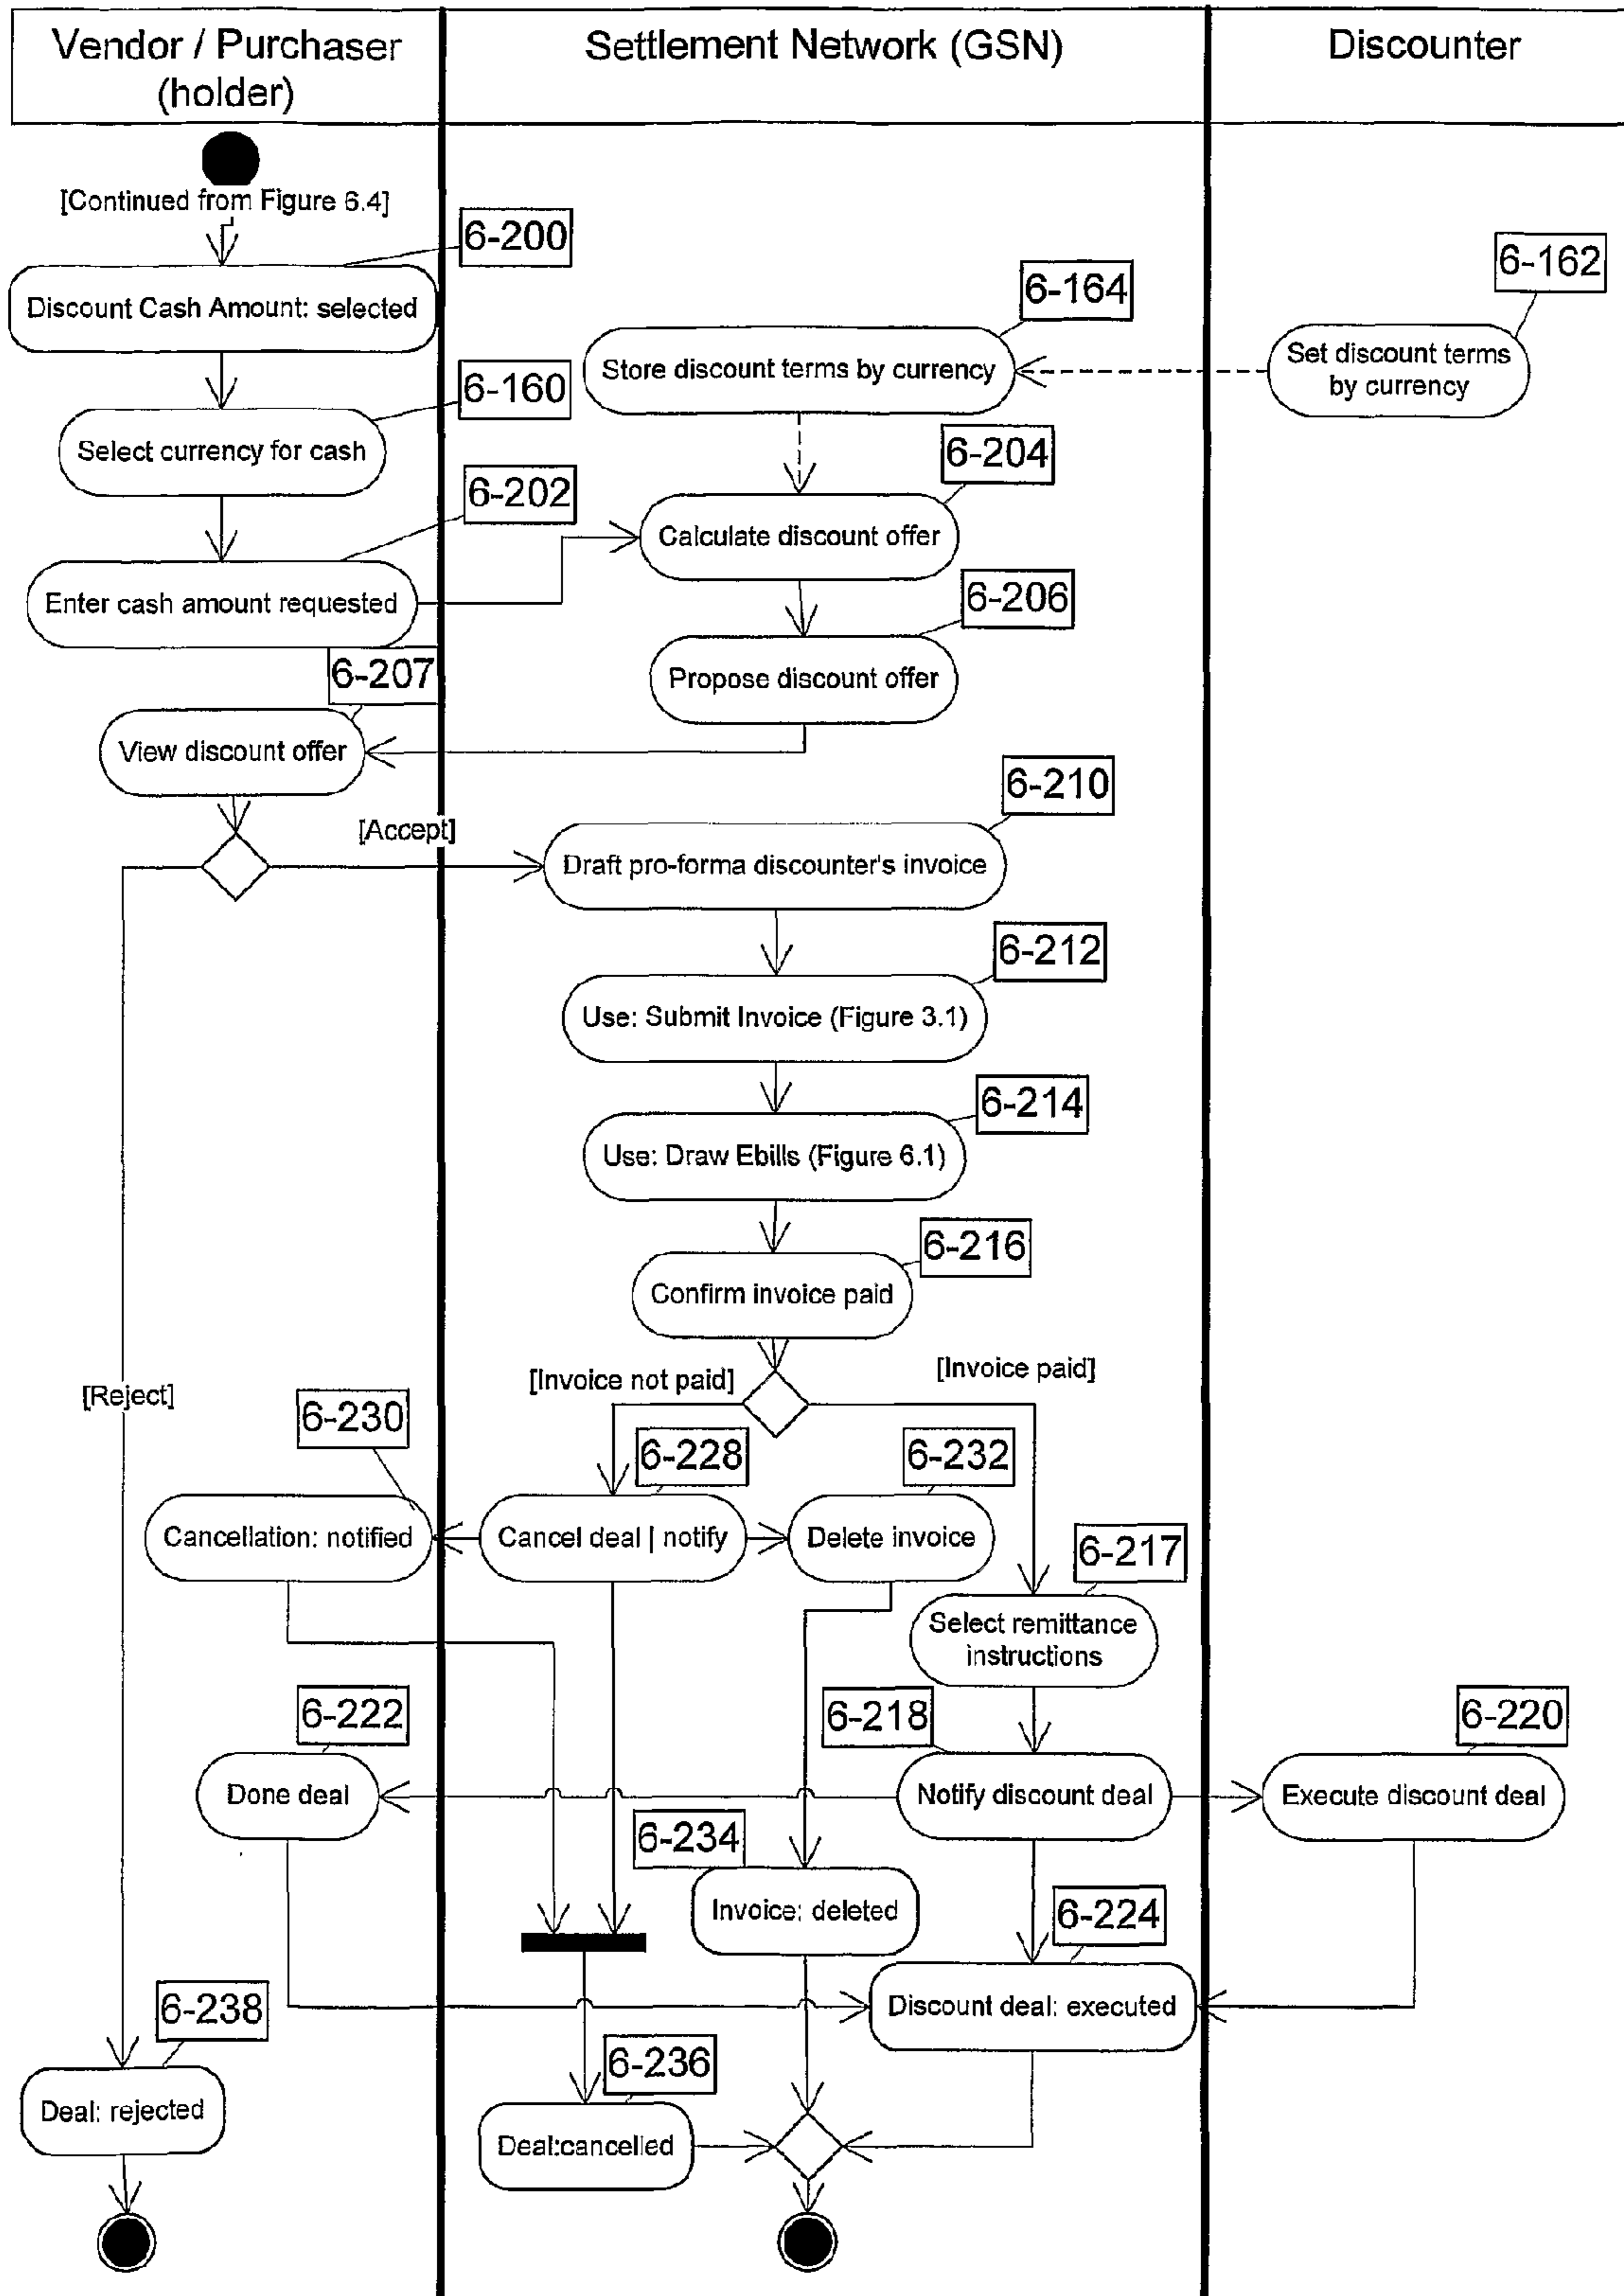 Vendor / Purchaser
(holder)
Settlement Network (GSN)
Discounter
[Continued from Figure 6.4]
6-200
Discount Cash Amount: selected
6-164
6-162
Store discount terms by currency
Set discount terms
by currency
6-160
Select currency for cash
6-204
6-202
Calculate discount offer
Enter cash amount requested
6-206
6-207
Propose discount offer
View discount offer
6-210
[Accept]
Draft pro-forma discounter's invoice
6-212
Use: Submit Invoice (Figure 3.1)
6-214
Use: Draw Ebills (Figure 6.1)
6-216
Confirm invoice paid
[Reject]
[Invoice not paid]
[Invoice paid]
6-230
6-228
6-232
Cancellation: notified
Cancel deal | notify
Delete invoice
6-217
Select remittance
instructions
6-222
6-218
6-220
Done deal
Notify discount deal
Execute discount deal
6-234
Invoice: deleted
6-224
Discount deal: executed
6-238
6-236
Deal: rejected
Deal:cancelled